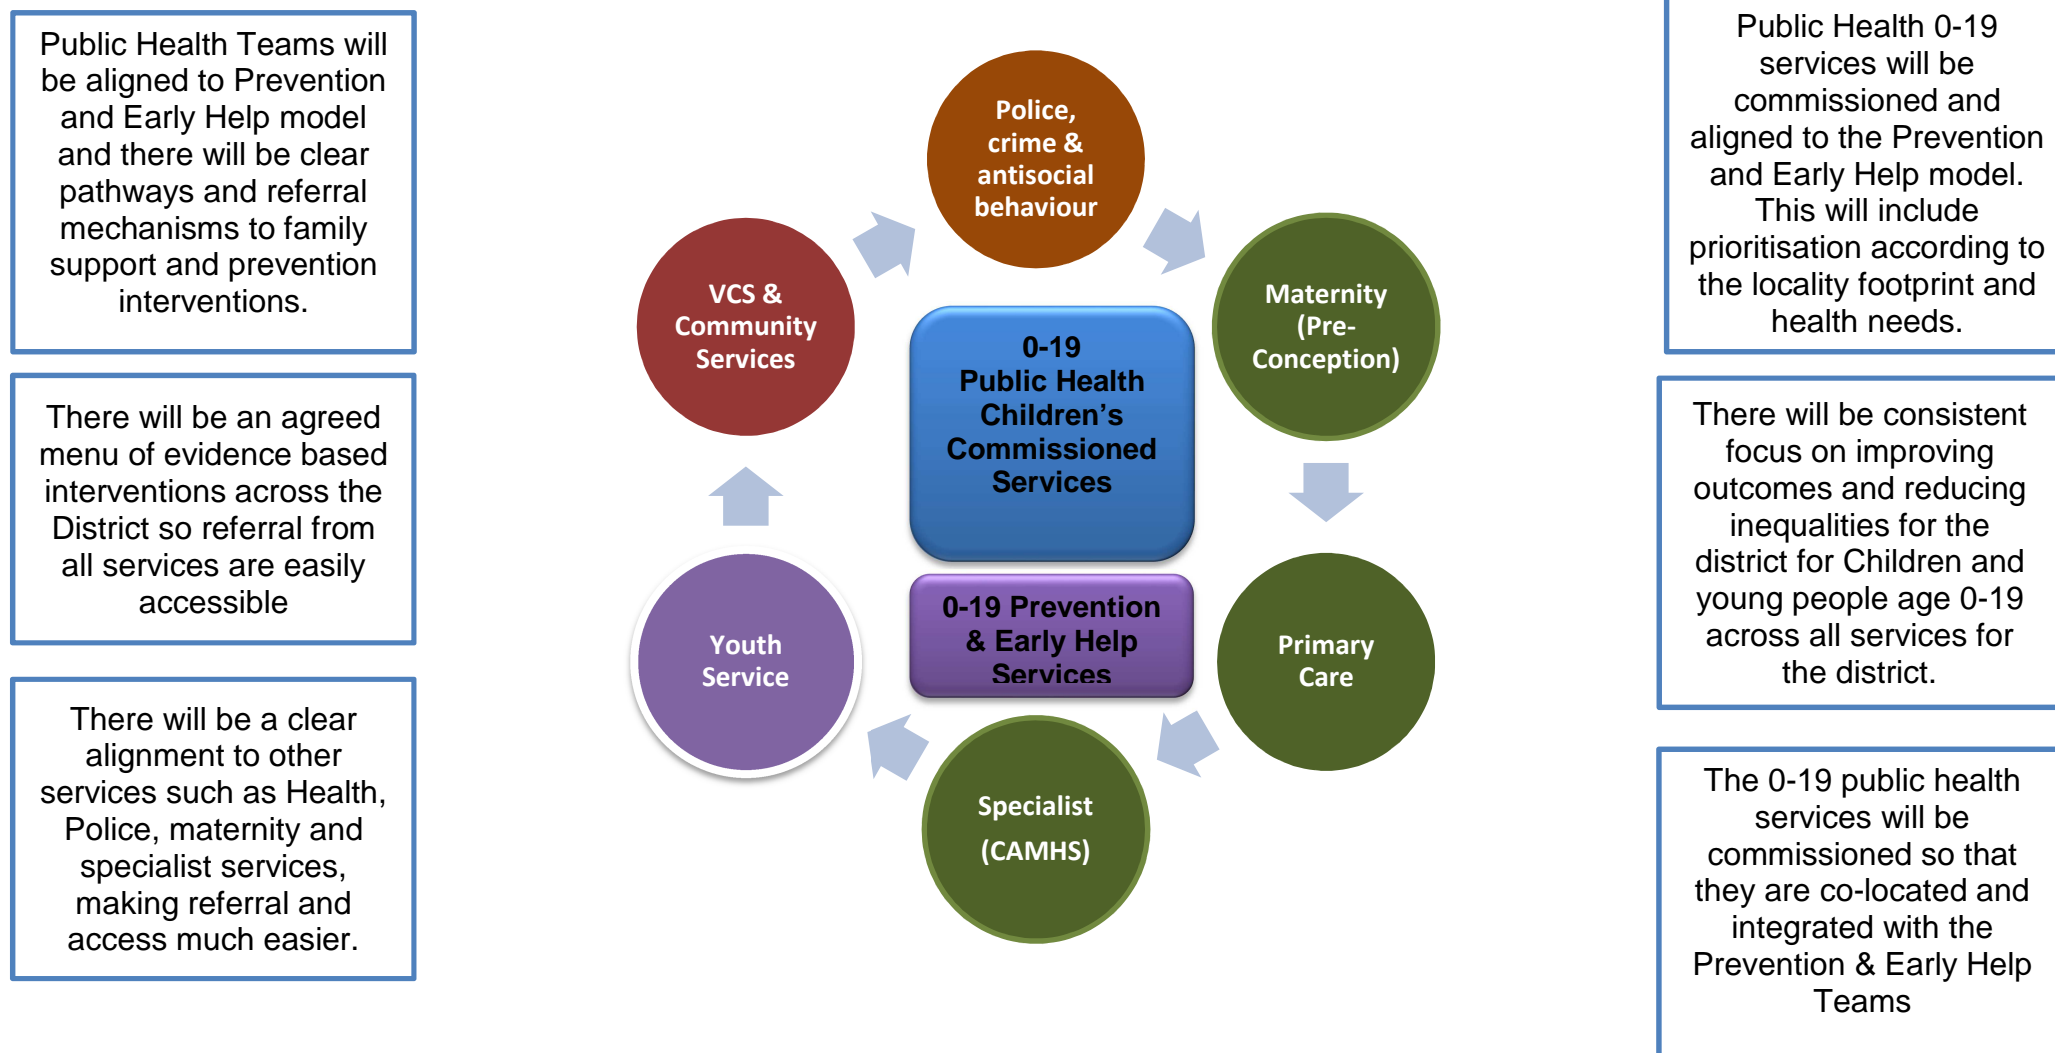 Public Health Teams will
be aligned to Prevention
and Early Help model
and there will be clear
pathways and referral
mechanisms to family
support and prevention
interventions.
There will be an agreed
menu of evidence based
interventions across the
District so referral from
all services are easily
accessible
There will be a clear
alignment to other
services such as Health,
Police, maternity and
specialist services,
making referral and
access much easier.
Police,
crime &
antisocial
behaviour
Maternity
(Pre-
Conception)
Primary
Care
Specialist
(CAMHS)
Youth
Service
VCS &
Community
Services
0-19
Public Health
Children’s
Commissioned
Services
0-19 Prevention
& Early Help
Services
Public Health 0-19
services will be
commissioned and
aligned to the Prevention
and Early Help model.
This will include
prioritisation according to
the locality footprint and
health needs.
There will be consistent
focus on improving
outcomes and reducing
inequalities for the
district for Children and
young people age 0-19
across all services for
the district.
The 0-19 public health
services will be
commissioned so that
they are co-located and
integrated with the
Prevention & Early Help
Teams